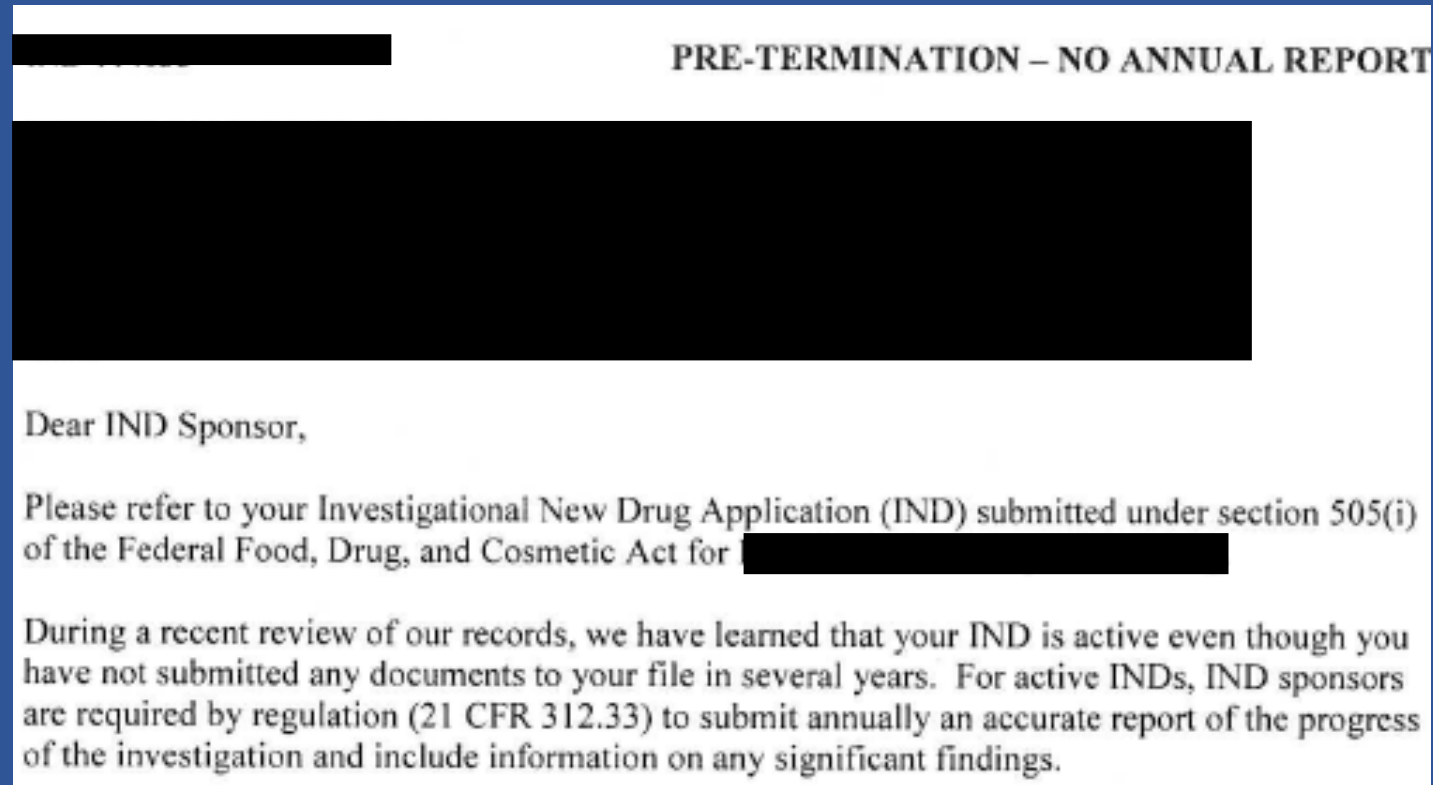 PRE-TERMINATION – NO ANNUAL REPORT
Dear IND Sponsor,
Please refer to your Investigational New Drug Application (IND) submitted under section 505(i)
of the Federal Food, Drug, and Cosmetic Act for
During a recent review of our records, we have learned that your IND is active even though you
have not submitted any documents to your file in several years. For active INDs, IND sponsors
are required by regulation (21 CFR 312.33) to submit annually an accurate report of the progress
of the investigation and include information on any significant findings.